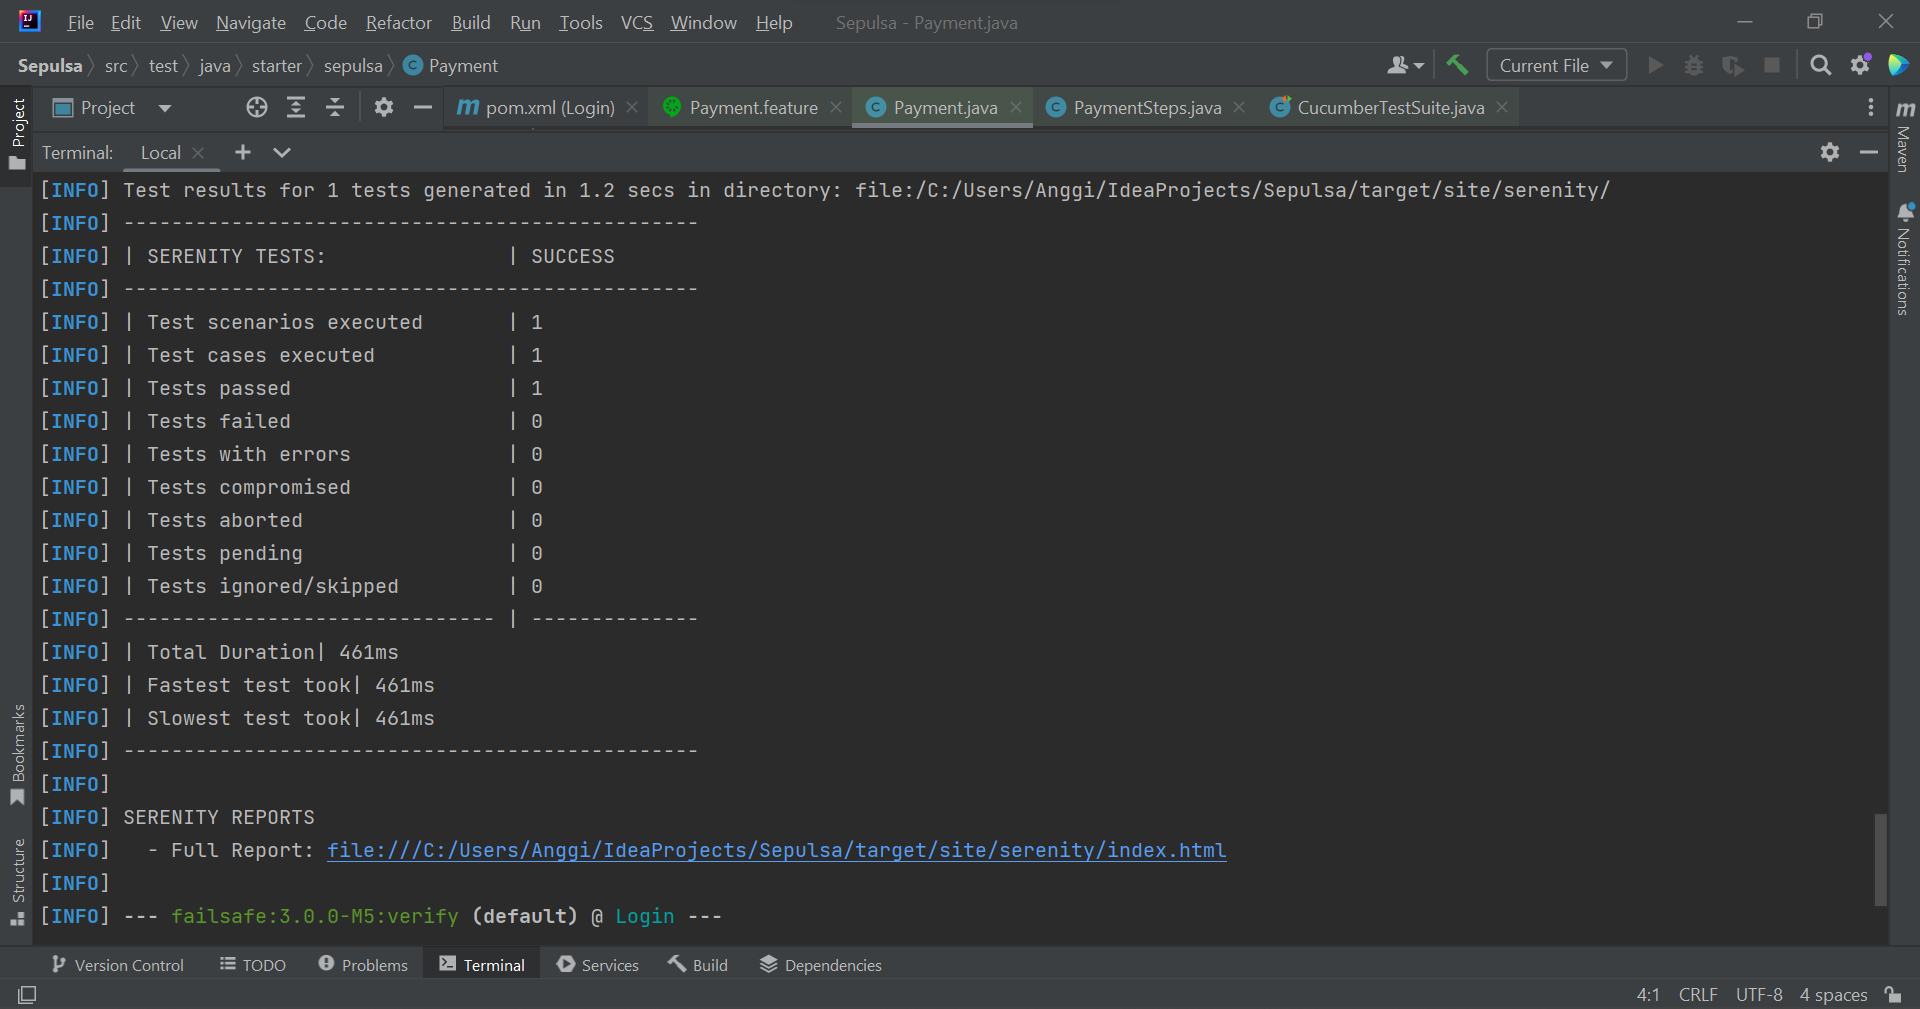 File Edit View Navigate Code Refactor Build Run Tools VCS Window Help Sepulsa - Payment.java
Sepulsa src test java starter sepulsa Payment Current File
Project pom.xml (Login) Payment.feature Payment.java PaymentSteps.java CucumberTestSuite.java
Terminal: Local
[INFO] Test results for 1 tests generated in 1.2 secs in directory: file:/C:/Users/Anggi/IdeaProjects/Sepulsa/target/site/serenity/
[INFO] ------------------------------------------------
[INFO] | SERENITY TESTS:               | SUCCESS
[INFO] ------------------------------------------------
[INFO] | Test scenarios executed       | 1
[INFO] | Test cases executed           | 1
[INFO] | Tests passed                  | 1
[INFO] | Tests failed                  | 0
[INFO] | Tests with errors             | 0
[INFO] | Tests compromised             | 0
[INFO] | Tests aborted                 | 0
[INFO] | Tests pending                 | 0
[INFO] | Tests ignored/skipped         | 0
[INFO] ------------------------------- | --------------
[INFO] | Total Duration| 461ms
[INFO] | Fastest test took| 461ms
[INFO] | Slowest test took| 461ms
[INFO] ------------------------------------------------
[INFO]
[INFO] SERENITY REPORTS
[INFO]   - Full Report: file:///C:/Users/Anggi/IdeaProjects/Sepulsa/target/site/serenity/index.html
[INFO]
[INFO] --- failsafe:3.0.0-M5:verify (default) @ Login ---
Project
Bookmarks
Structure
Maven
Notifications
Version Control TODO Problems Terminal Services Build Dependencies
4:1 CRLF UTF-8 4 spaces